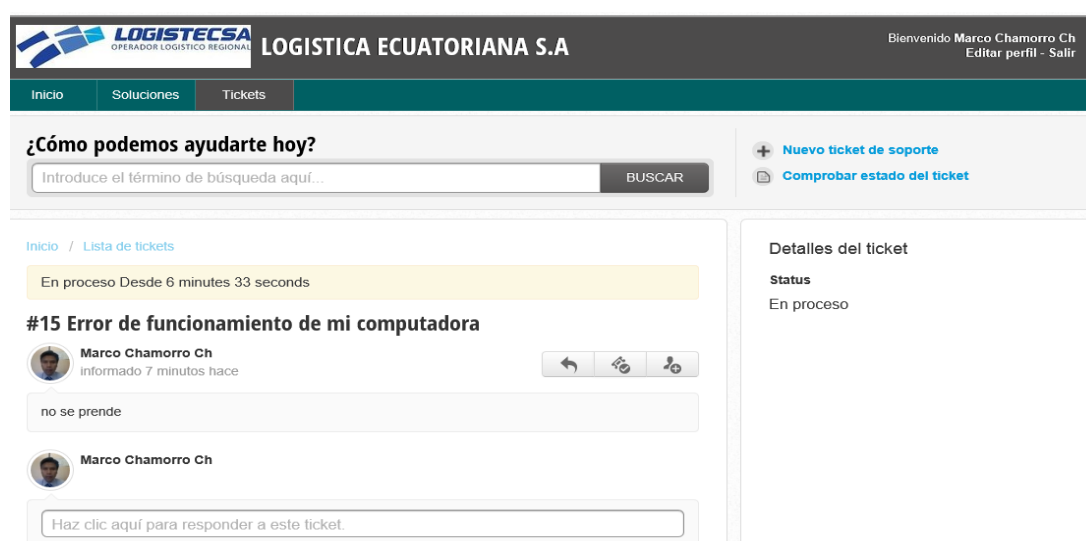 LOGISTECSA
OPERADOR LOGISTICO REGIONAL
LOGISTICA ECUATORIANA S.A
Bienvenido Marco Chamorro Ch
Editar perfil - Salir
Inicio Soluciones Tickets
¿Cómo podemos ayudarte hoy?
Introduce el término de búsqueda aquí...
BUSCAR
Nuevo ticket de soporte
Comprobar estado del ticket
Inicio / Lista de tickets
En proceso Desde 6 minutes 33 seconds
#15 Error de funcionamiento de mi computadora
Marco Chamorro Ch
informado 7 minutos hace
no se prende
Marco Chamorro Ch
Haz clic aquí para responder a este ticket.
Detalles del ticket
Status
En proceso